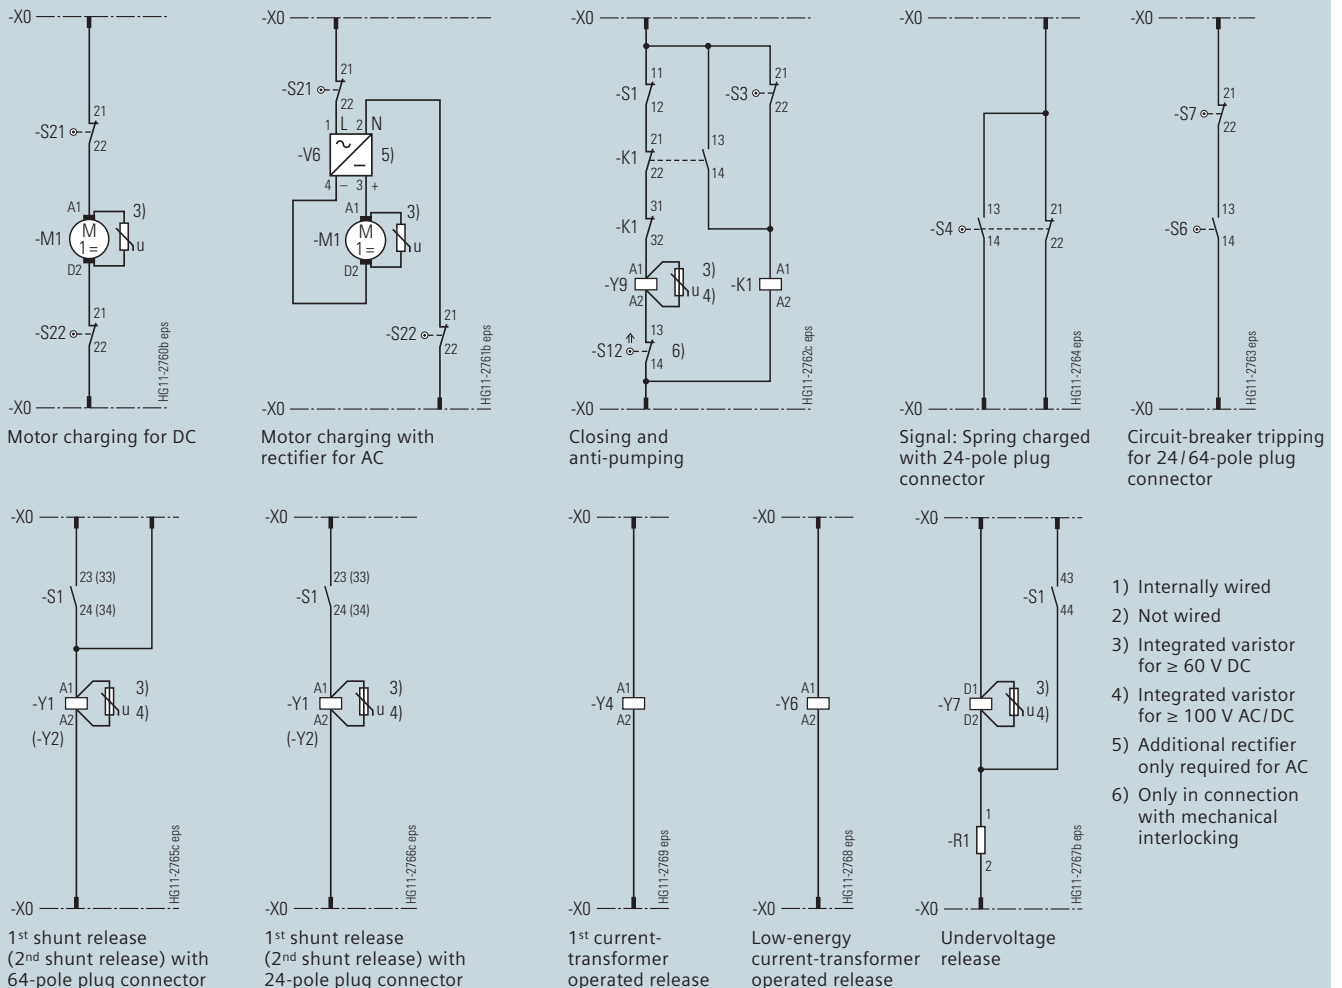 -X0
21
-S21
22
A1
3)
M
1=
-M1
u
D2
21
-S22
22
HG11-2760b eps
-X0
Motor charging for DC
-X0
21
-S21
22
1 L 2 N
-V6
5)
4 – 3 +
A1
3)
M
1=
-M1
u
D2
21
-S22
22
HG11-2761b eps
-X0
Motor charging with
rectifier for AC
-X0
11
-S1
12
21
-S3
22
21
-K1
22
13
14
31
-K1
32
A1
3)
-Y9
u 4)
A2
A1
-K1
A2
13
-S12
6)
14
HG11-2762c eps
-X0
Closing and
anti-pumping
-X0
13
-S4
14
21
22
HG11-2764 eps
-X0
Signal: Spring charged
with 24-pole plug
connector
-X0
21
-S7
22
13
-S6
14
HG11-2763 eps
-X0
Circuit-breaker tripping
for 24/64-pole plug
connector
-X0
23 (33)
-S1
24 (34)
A1
3)
-Y1
u 4)
A2
(-Y2)
HG11-2765c eps
-X0
1st shunt release
(2nd shunt release) with
64-pole plug connector
-X0
23 (33)
-S1
24 (34)
A1
3)
-Y1
u 4)
A2
(-Y2)
HG11-2766c eps
-X0
1st shunt release
(2nd shunt release) with
24-pole plug connector
-X0
A1
-Y4
A2
HG11-2769 eps
-X0
1st current-
transformer
operated release
-X0
A1
-Y6
A2
HG11-2768 eps
Low-energy
current-transformer
operated release
-X0
43
-S1
44
D1
3)
-Y7
u 4)
D2
1
-R1
2
HG11-2767b eps
-X0
Undervoltage
release
1) Internally wired
2) Not wired
3) Integrated varistor
for ≥ 60 V DC
4) Integrated varistor
for ≥ 100 V AC/DC
5) Additional rectifier
only required for AC
6) Only in connection
with mechanical
interlocking